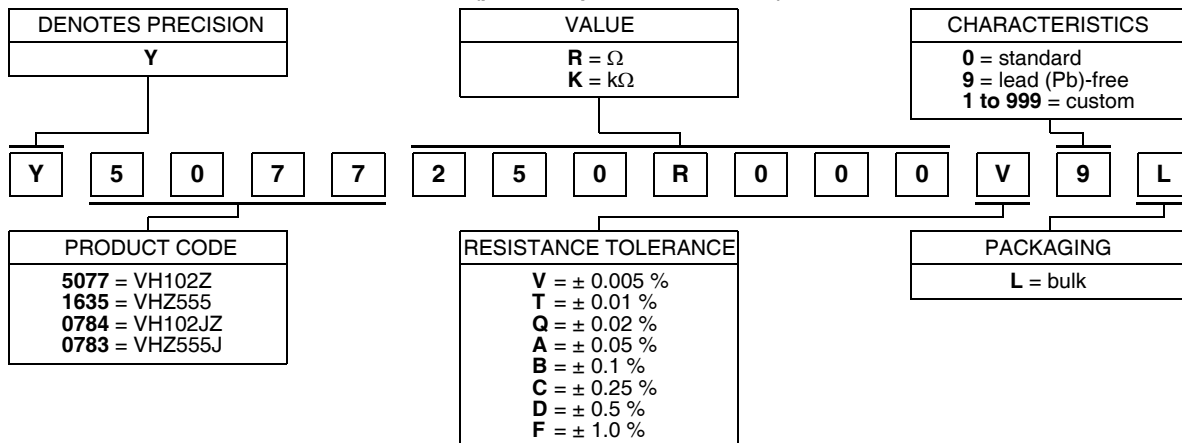 DENOTES PRECISION
Y
VALUE
R = Ω
K = kΩ
CHARACTERISTICS
0 = standard
9 = lead (Pb)-free
1 to 999 = custom
Y 5 0 7 7 2 5 0 R 0 0 0 V 9 L
PRODUCT CODE
5077 = VH102Z
1635 = VHZ555
0784 = VH102JZ
0783 = VHZ555J
RESISTANCE TOLERANCE
V = ± 0.005 %
T = ± 0.01 %
Q = ± 0.02 %
A = ± 0.05 %
B = ± 0.1 %
C = ± 0.25 %
D = ± 0.5 %
F = ± 1.0 %
PACKAGING
L = bulk